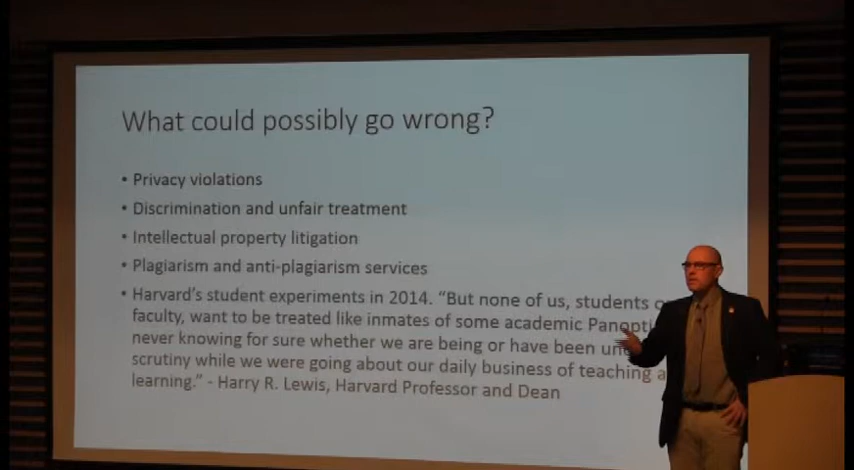 What could possibly go wrong?
• Privacy violations
• Discrimination and unfair treatment
• Intellectual property litigation
• Plagiarism and anti-plagiarism services
• Harvard's student experiments in 2014. "But none of us, students
faculty, want to be treated like inmates of some academic
never knowing for sure whether we are being or have been
scrutiny while we were going about our daily business of teaching
learning." - Harry R. Lewis, Harvard Professor and Dean